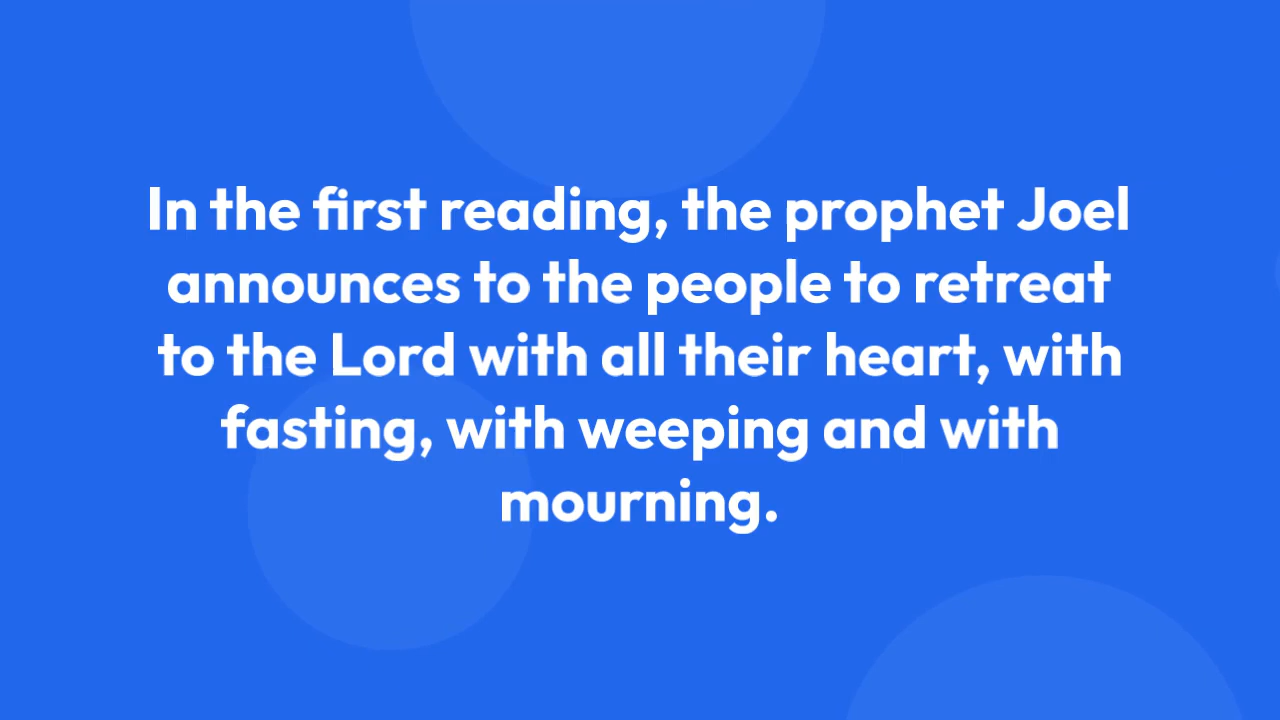 In the first reading, the prophet Joel
announces to the people to retreat
to the Lord with all their heart, with
fasting, with weeping and with
mourning.